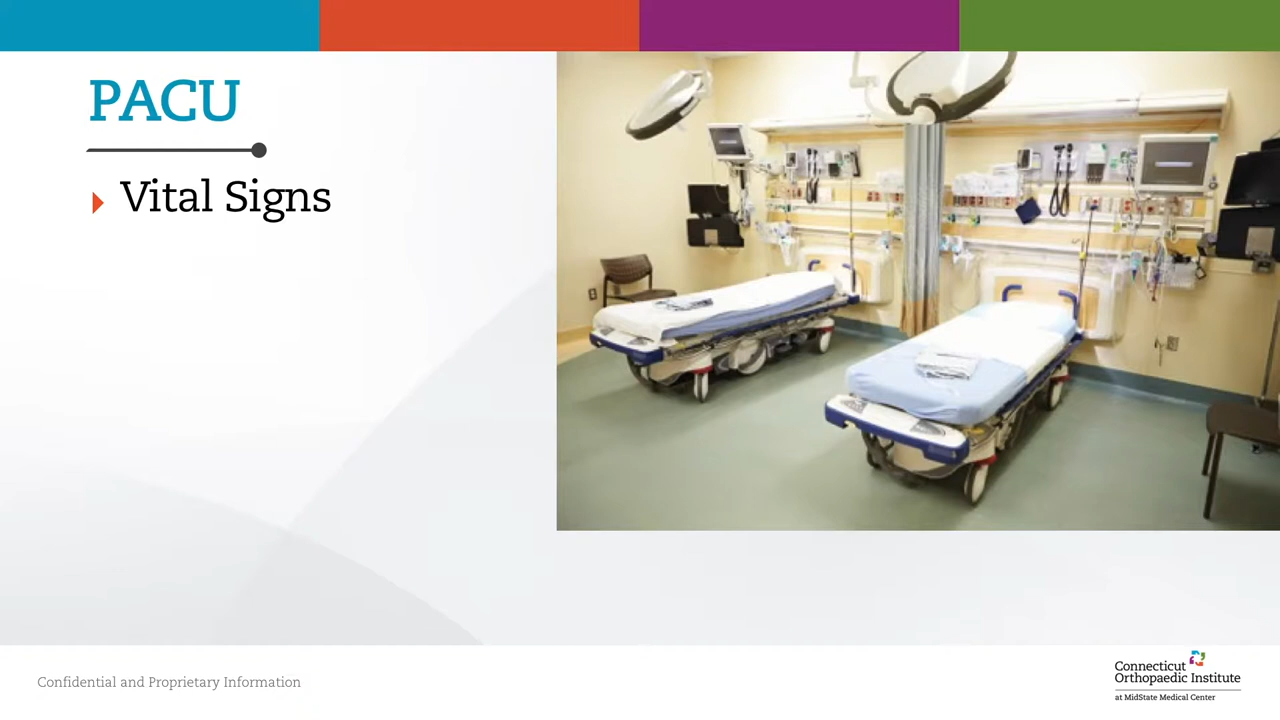 PACU
Vital Signs
Confidential and Proprietary Information
Connecticut
Orthopaedic Institute
at MidState Medical Center